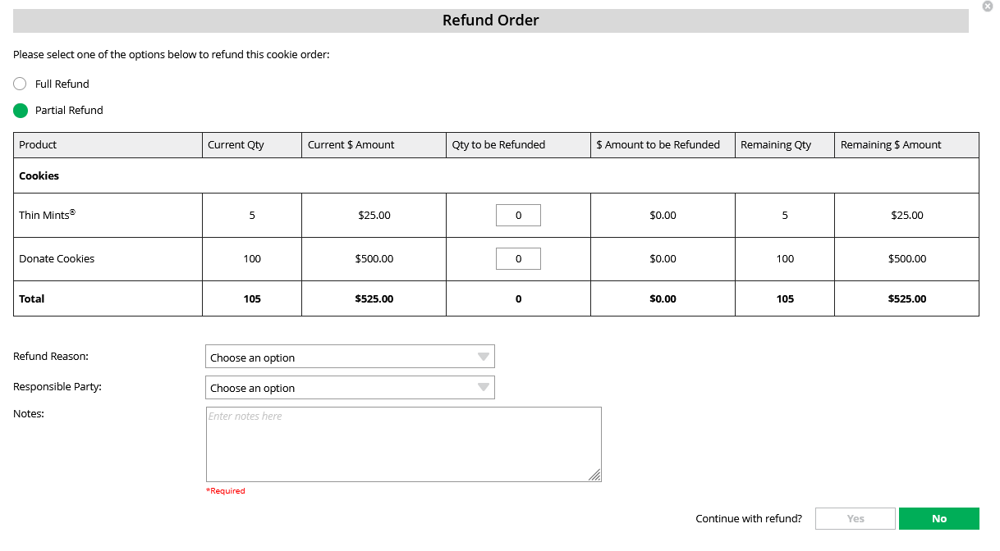 Refund Order
Please select one of the options below to refund this cookie order:
Full Refund
Partial Refund
Product Current Qty Current $ Amount Qty to be Refunded $ Amount to be Refunded Remaining Qty Remaining $ Amount
Cookies
Thin Mints® 5 $25.00 0 $0.00 5 $25.00
Donate Cookies 100 $500.00 0 $0.00 100 $500.00
Total 105 $525.00 0 $0.00 105 $525.00
Refund Reason: Choose an option
Responsible Party: Choose an option
Notes: Enter notes here
*Required
Continue with refund? Yes No